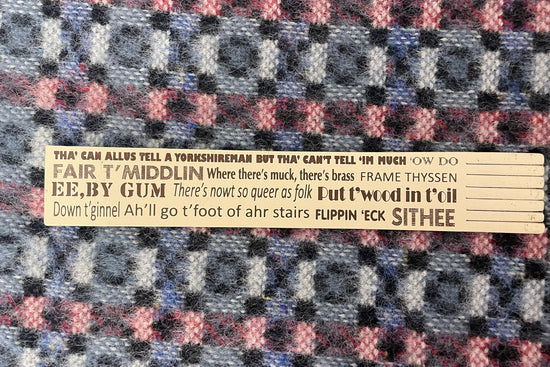 THA' CAN ALLUS TELL A YORKSHIREMAN BUT THA' CAN'T TELL 'IM MUCH 'OW DO
FAIR T'MIDDLIN Where there's muck, there's brass FRAME THYSSEN
EE,BY GUM There's nowt so queer as folk Put t'wood in t'oil
Down t'ginnel Ah'll go t'foot of ahr stairs FLIPPIN 'ECK SITHEE